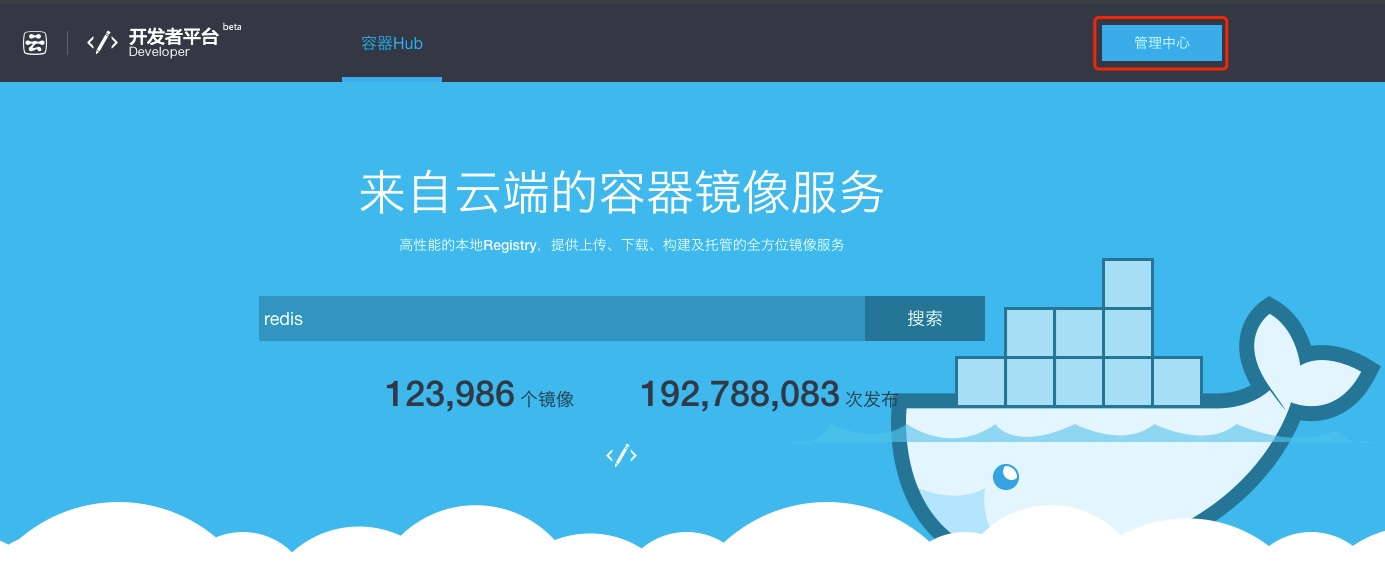 开发者平台 beta
Developer
容器Hub
管理中心
来自云端的容器镜像服务
高性能的本地Registry，提供上传、下载、构建及托管的全方位镜像服务
redis
搜索
123,986 个镜像
192,788,083 次发布